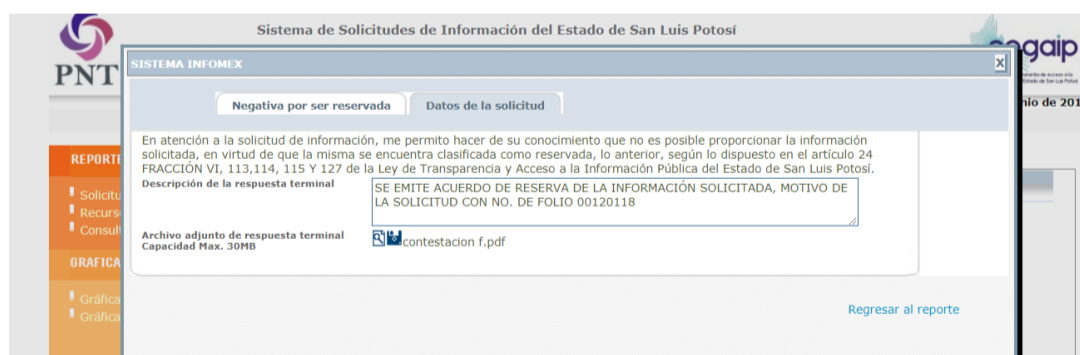 Sistema de Solicitudes de Información del Estado de San Luis Potosí
PNT
SISTEMA INFOMEX
X
Negativa por ser reservada
Datos de la solicitud
En atención a la solicitud de información, me permito hacer de su conocimiento que no es posible proporcionar la información
solicitada, en virtud de que la misma se encuentra clasificada como reservada, lo anterior, según lo dispuesto en el artículo 24
FRACCIÓN VI, 113,114, 115 Y 127 de la Ley de Transparencia y Acceso a la Información Pública del Estado de San Luis Potosí.
Descripción de la respuesta terminal
SE EMITE ACUERDO DE RESERVA DE LA INFORMACIÓN SOLICITADA, MOTIVO DE
LA SOLICITUD CON NO. DE FOLIO 00120118
Archivo adjunto de respuesta terminal
Capacidad Max. 30MB
contestacion f.pdf
Regresar al reporte
REPORTE
Solicitu
Recurs
Consult
GRAFICA
Gráfica
Gráfica
gaip
nio de 201